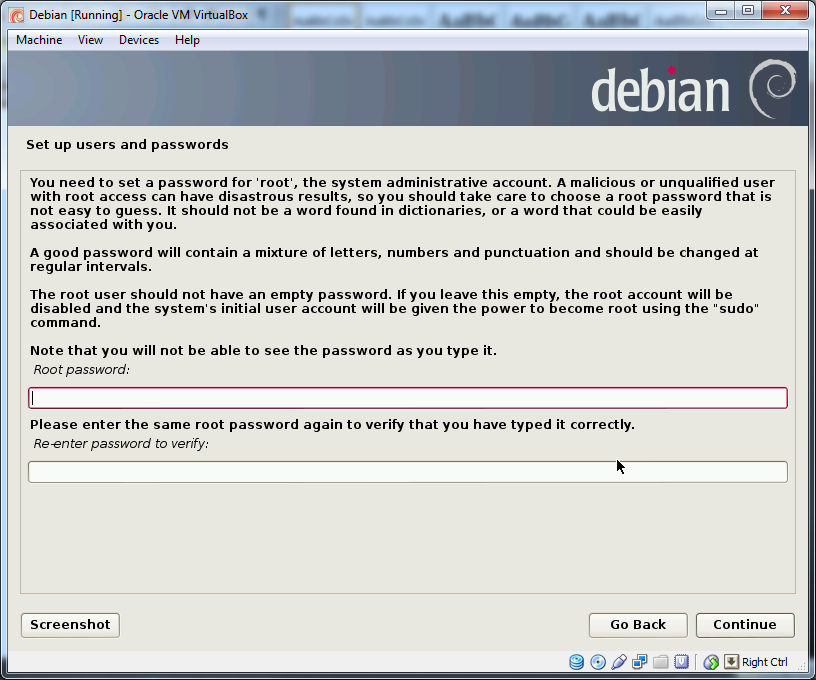 Debian [Running] - Oracle VM VirtualBox
Machine View Devices Help
debian
Set up users and passwords
You need to set a password for 'root', the system administrative account. A malicious or unqualified user
with root access can have disastrous results, so you should take care to choose a root password that is
not easy to guess. It should not be a word found in dictionaries, or a word that could be easily
associated with you.
A good password will contain a mixture of letters, numbers and punctuation and should be changed at
regular intervals.
The root user should not have an empty password. If you leave this empty, the root account will be
disabled and the system's initial user account will be given the power to become root using the "sudo"
command.
Note that you will not be able to see the password as you type it.
Root password:
Please enter the same root password again to verify that you have typed it correctly.
Re-enter password to verify:
Screenshot Go Back Continue
Right Ctrl